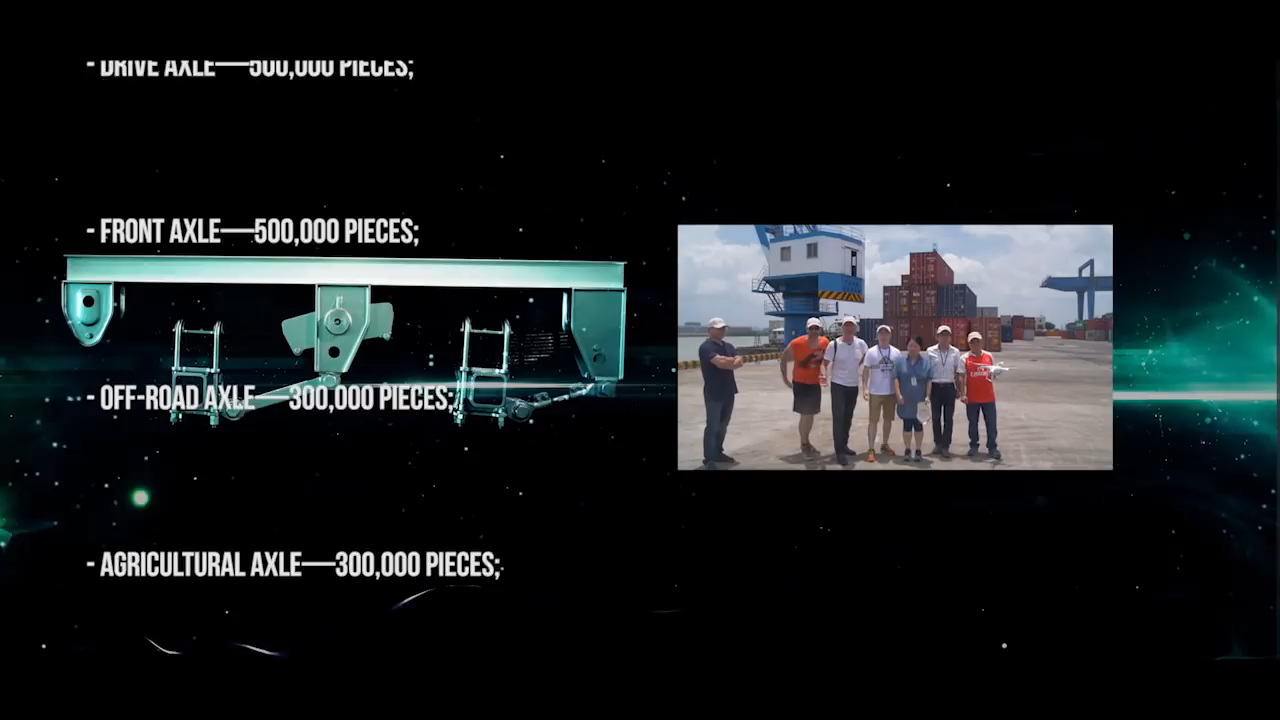 - DRIVE AXLE—500,000 PIECES;
- FRONT AXLE—500,000 PIECES;
- OFF-ROAD AXLE—300,000 PIECES;
- AGRICULTURAL AXLE—300,000 PIECES;